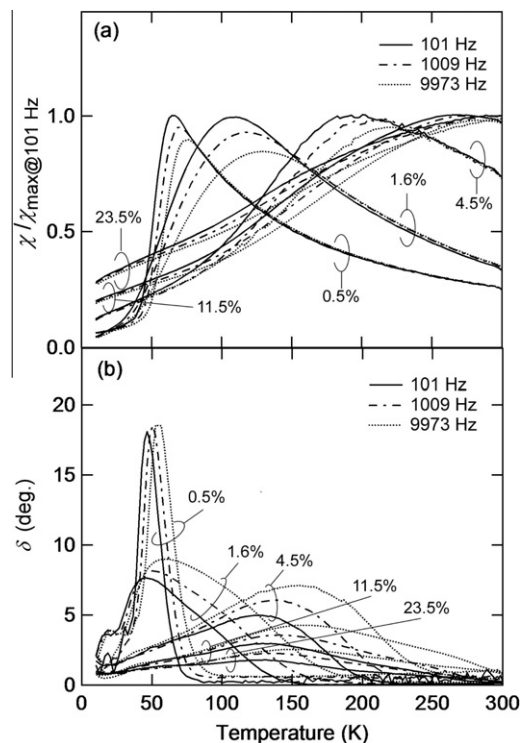 (a)
101 Hz
1009 Hz
9973 Hz
χ /χmax@101 Hz
1.0
0.5
0.0
23.5%
11.5%
0.5%
1.6%
4.5%
(b)
101 Hz
1009 Hz
9973 Hz
δ (deg.)
20
15
10
5
0
0.5%
1.6%
4.5%
11.5%
23.5%
0 50 100 150 200 250 300
Temperature (K)